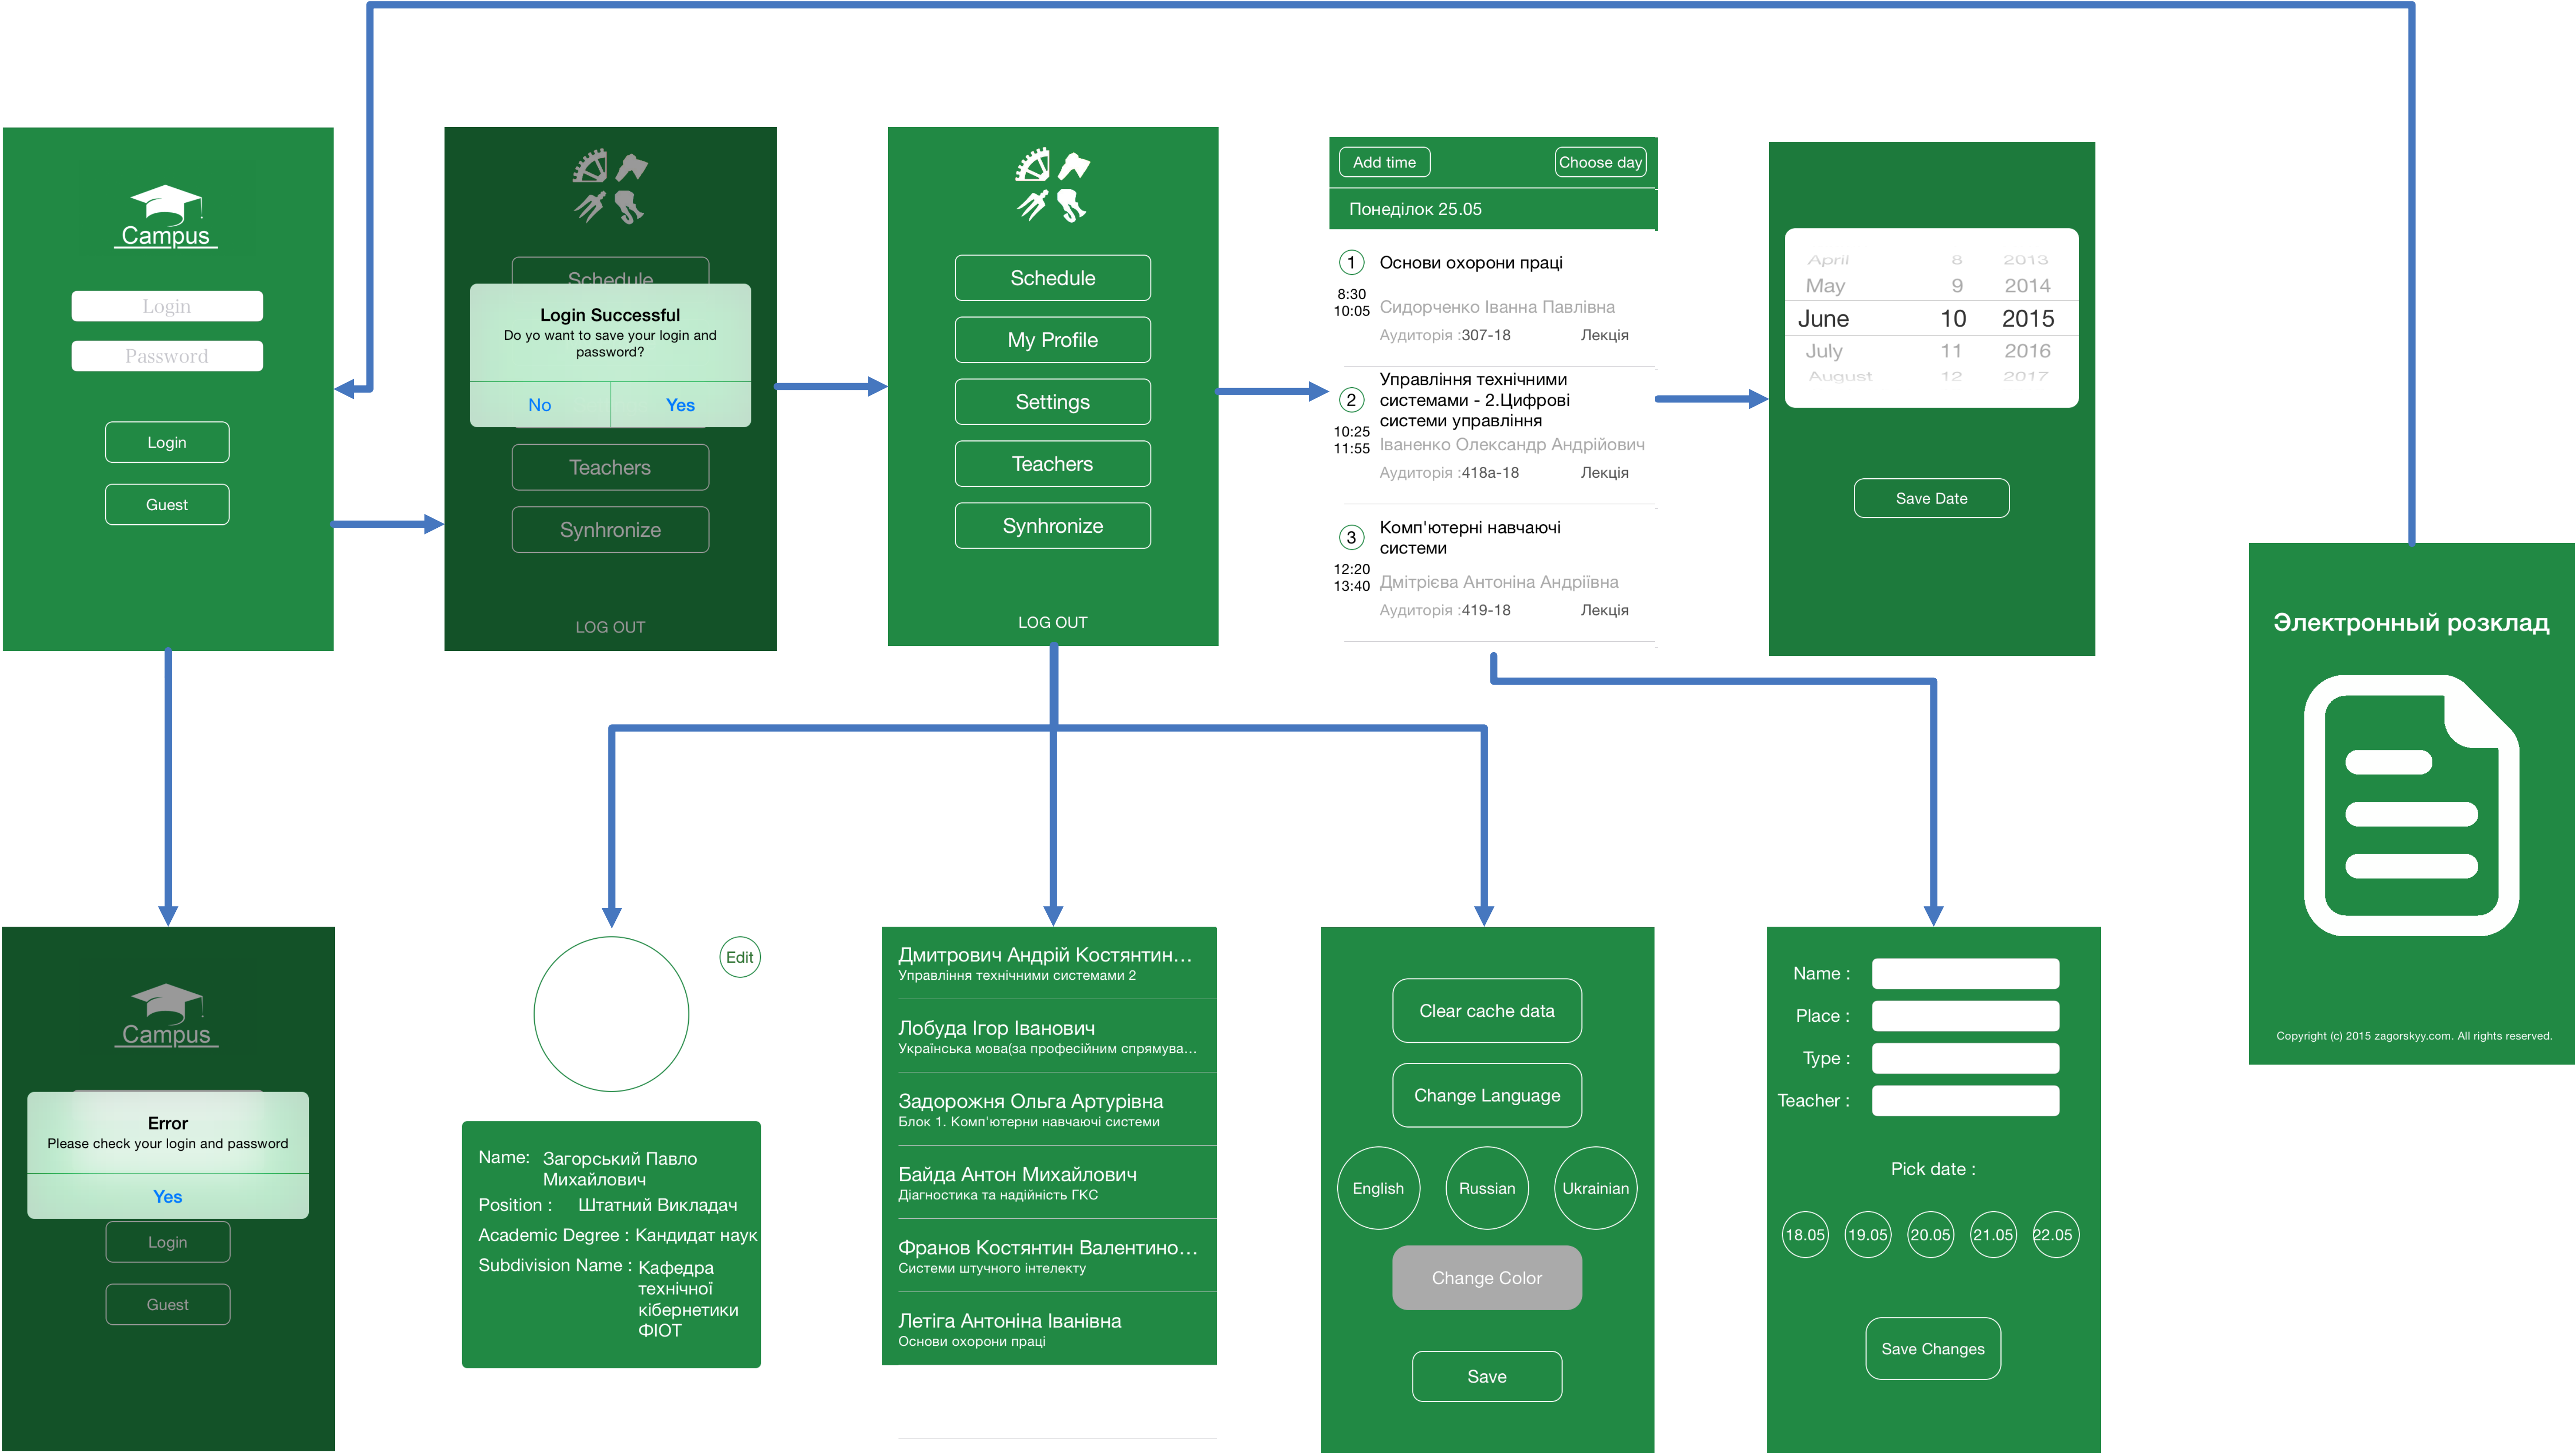 Campus
Login
Password
Login
Guest
Schedule
Login Successful
Do yo want to save your login and
password?
No Yes
Teachers
Synhronize
LOG OUT
Schedule
My Profile
Settings
Teachers
Synhronize
LOG OUT
Add time Choose day
Понеділок 25.05
1 Основи охорони праці
8:30
10:05
Сидорченко Іванна Павлівна
Аудиторія :307-18 Лекція
2 Управління технічними
системами - 2.Цифрові
системи управління
10:25
11:55
Іваненко Олександр Андрійович
Аудиторія :418а-18 Лекція
3 Комп'ютерні навчаючі
системи
12:20
13:40
Дмітрієва Антоніна Андріївна
Аудиторія :419-18 Лекція
April 8 2013
May 9 2014
June 10 2015
July 11 2016
August 12 2017
Save Date
Электронный розклад
Copyright (c) 2015 zagorskyy.com. All rights reserved.
Campus
Error
Please check your login and password
Yes
Login
Guest
Edit
Name: Загорський Павло
Михайлович
Position : Штатний Викладач
Academic Degree : Кандидат наук
Subdivision Name : Кафедра
технічної
кібернетики
ФІОТ
Дмитрович Андрій Костянтин...
Управління технічними системами 2
Лобуда Ігор Іванович
Українська мова(за професійним спрямува...
Задорожня Ольга Артурівна
Блок 1. Комп'ютерни навчаючі системи
Байда Антон Михайлович
Діагностика та надійність ГКС
Франов Костянтин Валентино...
Системи штучного інтелекту
Летіга Антоніна Іванівна
Основи охорони праці
Clear cache data
Change Language
English Russian Ukrainian
Change Color
Save
Name :
Place :
Type :
Teacher :
Pick date :
18.05 19.05 20.05 21.05 22.05
Save Changes